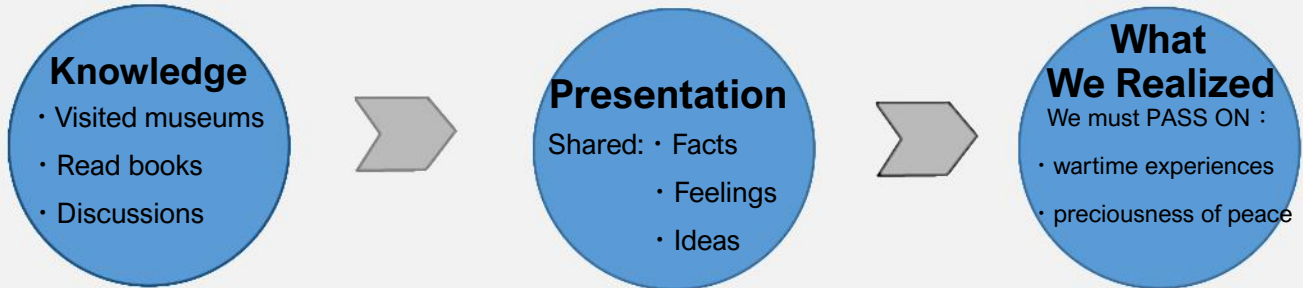 Knowledge
・Visited museums
・Read books
・Discussions
Presentation
Shared:・Facts
・Feelings
・Ideas
What
We Realized
We must PASS ON：
・wartime experiences
・preciousness of peace